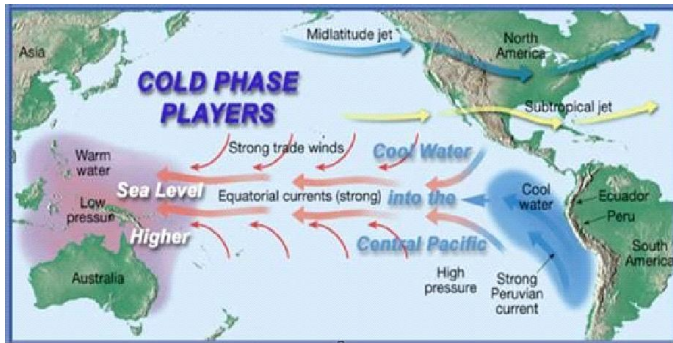 Asia
Midlatitude jet
North
America
COLD PHASE
PLAYERS
Subtropical jet
Strong trade winds
Cool Water
Warm
water
Sea Level
Equatorial currents (strong)
into the
Cool
water
Ecuador
Low
pressure
Peru
Higher
Central Pacific
South
America
Australia
High
pressure
Strong
Peruvian
current